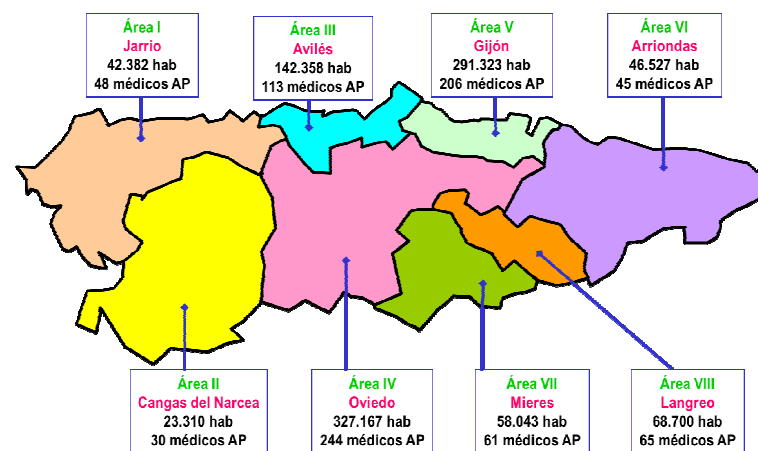 Área I
Jarrio
42.382 hab
48 médicos AP
Área III
Avilés
142.358 hab
113 médicos AP
Área V
Gijón
291.323 hab
206 médicos AP
Área VI
Arriondas
46.527 hab
45 médicos AP
Área II
Cangas del Narcea
23.310 hab
30 médicos AP
Área IV
Oviedo
327.167 hab
244 médicos AP
Área VII
Mieres
58.043 hab
61 médicos AP
Área VIII
Langreo
68.700 hab
65 médicos AP